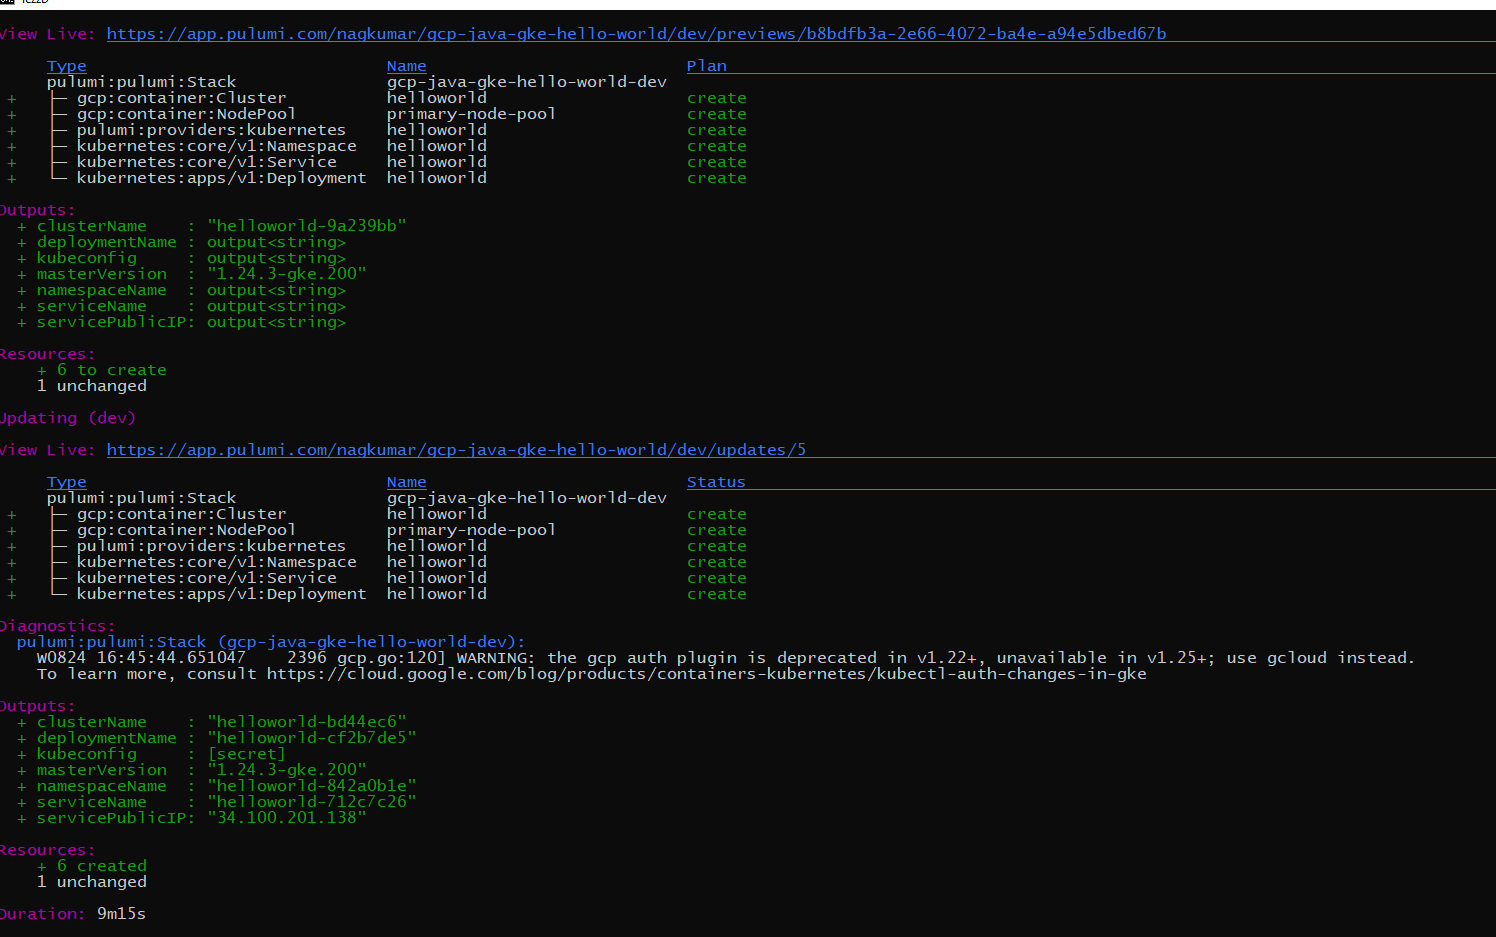 View Live: https://app.pulumi.com/nagkumar/gcp-java-gke-hello-world/dev/previews/b8bdfb3a-2e66-4072-ba4e-a94e5dbed67b
Type Name Plan
pulumi:pulumi:Stack gcp-java-gke-hello-world-dev
+ ├─ gcp:container:Cluster helloworld create
+ ├─ gcp:container:NodePool primary-node-pool create
+ ├─ pulumi:providers:kubernetes helloworld create
+ ├─ kubernetes:core/v1:Namespace helloworld create
+ ├─ kubernetes:core/v1:Service helloworld create
+ └─ kubernetes:apps/v1:Deployment helloworld create
Outputs:
+ clusterName : "helloworld-9a239bb"
+ deploymentName : output<string>
+ kubeconfig : output<string>
+ masterVersion : "1.24.3-gke.200"
+ namespaceName : output<string>
+ serviceName : output<string>
+ servicePublicIP: output<string>
Resources:
+ 6 to create
1 unchanged
Updating (dev)
View Live: https://app.pulumi.com/nagkumar/gcp-java-gke-hello-world/dev/updates/5
Type Name Status
pulumi:pulumi:Stack gcp-java-gke-hello-world-dev
+ ├─ gcp:container:Cluster helloworld create
+ ├─ gcp:container:NodePool primary-node-pool create
+ ├─ pulumi:providers:kubernetes helloworld create
+ ├─ kubernetes:core/v1:Namespace helloworld create
+ ├─ kubernetes:core/v1:Service helloworld create
+ └─ kubernetes:apps/v1:Deployment helloworld create
Diagnostics:
pulumi:pulumi:Stack (gcp-java-gke-hello-world-dev):
W0824 16:45:44.651047 2396 gcp.go:120] WARNING: the gcp auth plugin is deprecated in v1.22+, unavailable in v1.25+; use gcloud instead.
To learn more, consult https://cloud.google.com/blog/products/containers-kubernetes/kubectl-auth-changes-in-gke
Outputs:
+ clusterName : "helloworld-bd44ec6"
+ deploymentName : "helloworld-cf2b7de5"
+ kubeconfig : [secret]
+ masterVersion : "1.24.3-gke.200"
+ namespaceName : "helloworld-842a0b1e"
+ serviceName : "helloworld-712c7c26"
+ servicePublicIP: "34.100.201.138"
Resources:
+ 6 created
1 unchanged
Duration: 9m15s